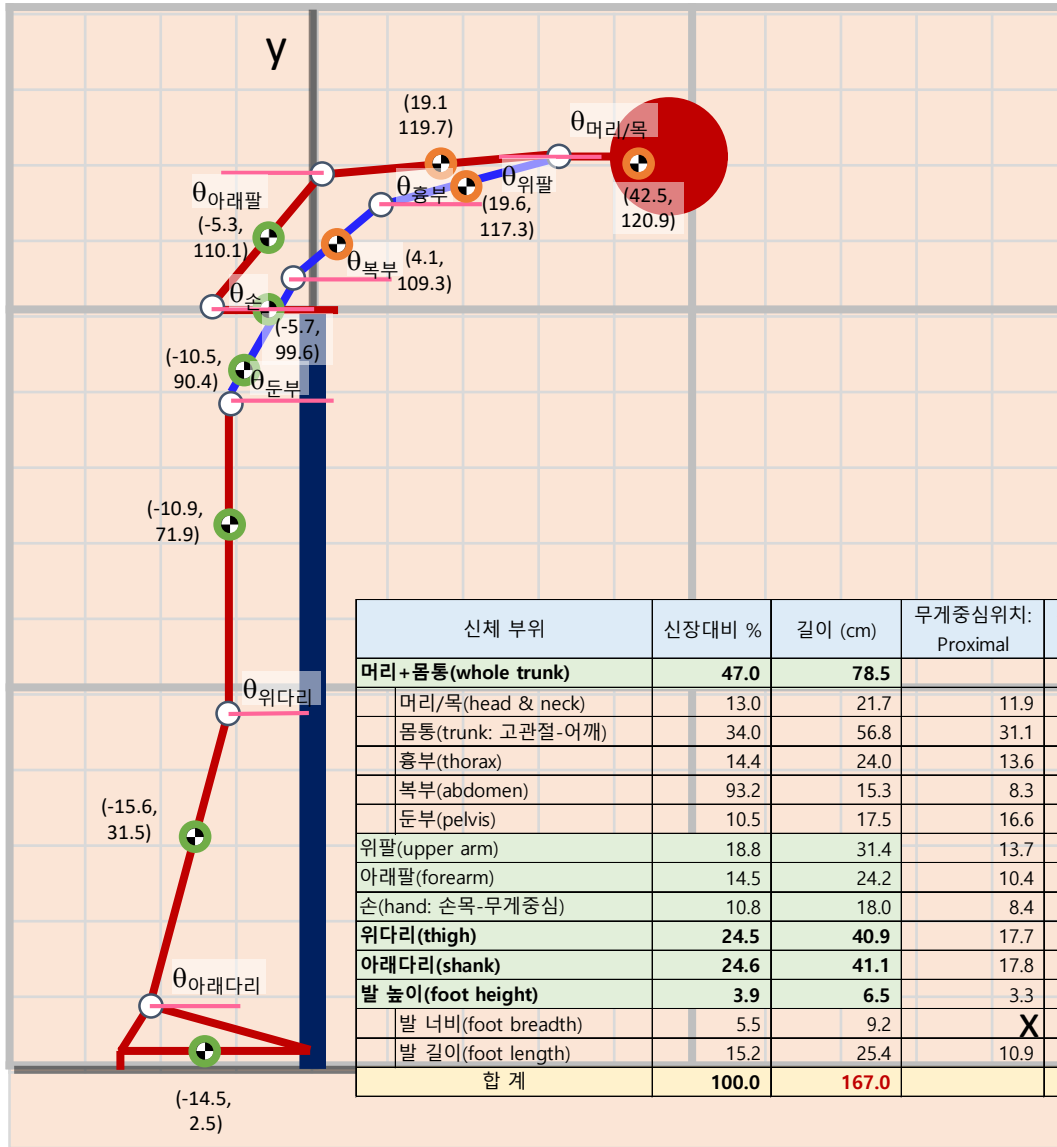 y
(19.1
119.7)
θ머리/목
θ아래팔
(-5.3,
110.1)
θ흉부
θ위팔
(19.6,
117.3)
(42.5,
120.9)
θ복부
(4.1,
109.3)
θ손
(-5.7,
99.6)
(-10.5,
90.4)
θ둔부
(-10.9,
71.9)
θ위다리
(-15.6,
31.5)
θ아래다리
(-14.5,
2.5)
신체 부위 신장대비 % 길이 (cm) 무게중심위치:
Proximal
머리+몸통(whole trunk) 47.0 78.5
머리/목(head & neck) 13.0 21.7 11.9
몸통(trunk: 고관절-어깨) 34.0 56.8 31.1
흉부(thorax) 14.4 24.0 13.6
복부(abdomen) 93.2 15.3 8.3
둔부(pelvis) 10.5 17.5 16.6
위팔(upper arm) 18.8 31.4 13.7
아래팔(forearm) 14.5 24.2 10.4
손(hand: 손목-무게중심) 10.8 18.0 8.4
위다리(thigh) 24.5 40.9 17.7
아래다리(shank) 24.6 41.1 17.8
발 높이(foot height) 3.9 6.5 3.3
발 너비(foot breadth) 5.5 9.2 X
발 길이(foot length) 15.2 25.4 10.9
합 계 100.0 167.0